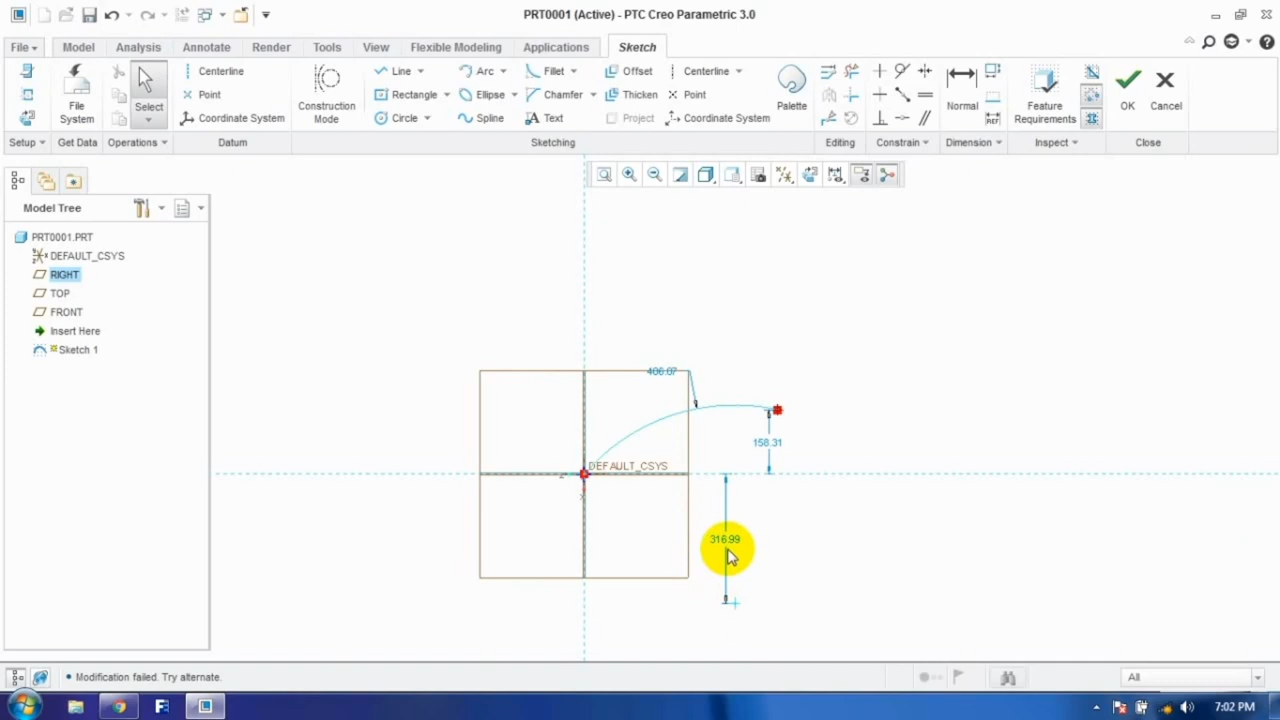 PRT0001 (Active) - PTC Creo Parametric 3.0
File Model Analysis Annotate Render Tools View Flexible Modeling Applications Sketch
Centerline Line Arc Fillet Offset Centerline
Point Rectangle Ellipse Chamfer Thicken Point
File System Select Coordinate System Construction Mode Circle Spline Text Project Coordinate System Palette Normal Feature Requirements OK Cancel
Setup Get Data Operations Datum Sketching Editing Constrain Dimension Inspect Close
Model Tree
PRT0001.PRT
DEFAULT_CSYS
RIGHT
TOP
FRONT
Insert Here
Sketch 1
406.07
158.31
DEFAULT_CSYS
316.99
Modification failed. Try alternate.
All
7:02 PM